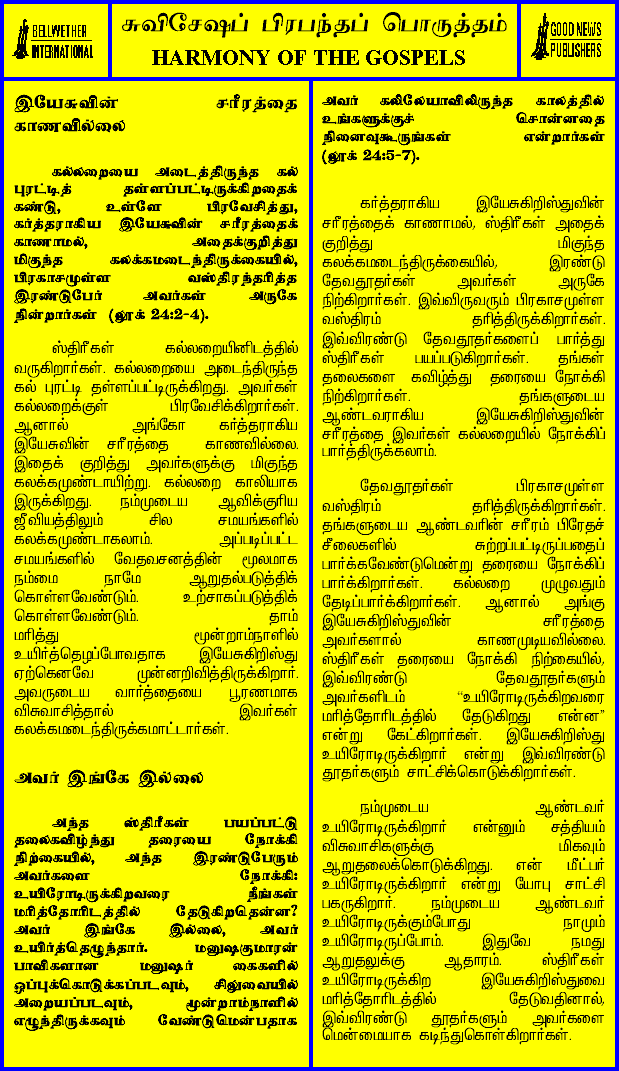 BELLWETHER
INTERNATIONAL
சுவிசேஷப் பிரபந்தப் பொருத்தம்
HARMONY OF THE GOSPELS
GOOD NEWS
PUBLISHERS
இயேசுவின் சரீரத்தை
காணவில்லை
கல்லறையை அடைத்திருந்த கல்
புரட்டித் தள்ளப்பட்டிருக்கிறதைக்
கண்டு, உள்ளே பிரவேசித்து,
கர்த்தராகிய இயேசுவின் சரீரத்தைக்
காணாமல், அதைக்குறித்து
மிகுந்த கலக்கமடைந்திருக்கையில்,
பிரகாசமுள்ள வஸ்திரந்தரித்த
இரண்டுபேர் அவர்கள் அருகே
நின்றார்கள் (லூக் 24:2-4).
ஸ்திரீகள் கல்லறையினிடத்தில்
வருகிறார்கள். கல்லறையை அடைந்திருந்த
கல் புரட்டி தள்ளப்பட்டிருக்கிறது. அவர்கள்
கல்லறைக்குள் பிரவேசிக்கிறார்கள்.
ஆனால் அங்கோ கர்த்தராகிய
இயேசுவின் சரீரத்தை காணவில்லை.
இதைக் குறித்து அவர்களுக்கு மிகுந்த
கலக்கமுண்டாயிற்று. கல்லறை காலியாக
இருக்கிறது. நம்முடைய ஆவிக்குரிய
ஜீவியத்திலும் சில சமயங்களில்
கலக்கமுண்டாகலாம். அப்படிப்பட்ட
சமயங்களில் வேதவசனத்தின் மூலமாக
நம்மை நாமே ஆறுதல்படுத்திக்
கொள்ளவேண்டும். உற்சாகப்படுத்திக்
கொள்ளவேண்டும். தாம்
மரித்து மூன்றாம்நாளில்
உயிர்த்தெழப்போவதாக இயேசுகிறிஸ்து
ஏற்கெனவே முன்னறிவித்திருக்கிறார்.
அவருடைய வார்த்தையை பூரணமாக
விசுவாசித்தால் இவர்கள்
கலக்கமடைந்திருக்கமாட்டார்கள்.
அவர் இங்கே இல்லை
அந்த ஸ்திரீகள் பயப்பட்டு
தலைகவிழ்ந்து தரையை நோக்கி
நிற்கையில், அந்த இரண்டுபேரும்
அவர்களை நோக்கி:
உயிரோடிருக்கிறவரை நீங்கள்
மரித்தோரிடத்தில் தேடுகிறதென்ன?
அவர் இங்கே இல்லை, அவர்
உயிர்த்தெழுந்தார். மனுஷகுமாரன்
பாவிகளான மனுஷர் கைகளில்
ஒப்புக்கொடுக்கப்படவும், சிலுவையில்
அறையப்படவும், மூன்றாம்நாளில்
எழுந்திருக்கவும் வேண்டுமென்பதாக
அவர் கலிலேயாவிலிருந்த காலத்தில்
உங்களுக்குச் சொன்னதை
நினைவுகூருங்கள் என்றார்கள்
(லூக் 24:5-7).
கர்த்தராகிய இயேசுகிறிஸ்துவின்
சரீரத்தைக் காணாமல், ஸ்திரீகள் அதைக்
குறித்து மிகுந்த
கலக்கமடைந்திருக்கையில், இரண்டு
தேவதூதர்கள் அவர்கள் அருகே
நிற்கிறார்கள். இவ்விருவரும் பிரகாசமுள்ள
வஸ்திரம் தரித்திருக்கிறார்கள்.
இவ்விரண்டு தேவதூதர்களைப் பார்த்து
ஸ்திரீகள் பயப்படுகிறார்கள். தங்கள்
தலைகளை கவிழ்த்து தரையை நோக்கி
நிற்கிறார்கள். தங்களுடைய
ஆண்டவராகிய இயேசுகிறிஸ்துவின்
சரீரத்தை இவர்கள் கல்லறையில் நோக்கிப்
பார்த்திருக்கலாம்.
தேவதூதர்கள் பிரகாசமுள்ள
வஸ்திரம் தரித்திருக்கிறார்கள்.
தங்களுடைய ஆண்டவரின் சரீரம் பிரேதச்
சீலைகளில் சுற்றப்பட்டிருப்பதைப்
பார்க்கவேண்டுமென்று தரையை நோக்கிப்
பார்க்கிறார்கள். கல்லறை முழுவதும்
தேடிப்பார்க்கிறார்கள். ஆனால் அங்கு
இயேசுகிறிஸ்துவின் சரீரத்தை
அவர்களால் காணமுடியவில்லை.
ஸ்திரீகள் தரையை நோக்கி நிற்கையில்,
இவ்விரண்டு தேவதூதர்களும்
அவர்களிடம் “உயிரோடிருக்கிறவரை
மரித்தோரிடத்தில் தேடுகிறது என்ன”
என்று கேட்கிறார்கள். இயேசுகிறிஸ்து
உயிரோடிருக்கிறார் என்று இவ்விரண்டு
தூதர்களும் சாட்சிக்கொடுக்கிறார்கள்.
நம்முடைய ஆண்டவர்
உயிரோடிருக்கிறார் என்னும் சத்தியம்
விசுவாசிகளுக்கு மிகவும்
ஆறுதலைக்கொடுக்கிறது. என் மீட்பர்
உயிரோடிருக்கிறார் என்று யோபு சாட்சி
பகருகிறார். நம்முடைய ஆண்டவர்
உயிரோடிருக்கும்போது நாமும்
உயிரோடிருப்போம். இதுவே நமது
ஆறுதலுக்கு ஆதாரம். ஸ்திரீகள்
உயிரோடிருக்கிற இயேசுகிறிஸ்துவை
மரித்தோரிடத்தில் தேடுவதினால்,
இவ்விரண்டு தூதர்களும் அவர்களை
மென்மையாக கடிந்துகொள்கிறார்கள்.